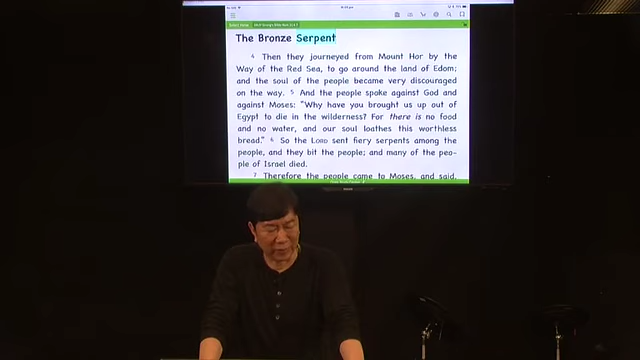 The Bronze Serpent
4 Then they journeyed from Mount Hor by the
Way of the Red Sea, to go around the land of Edom;
and the soul of the people became very discouraged
on the way. 5 And the people spoke against God and
against Moses: “Why have you brought us up out of
Egypt to die in the wilderness? For there is no food
and no water, and our soul loathes this worthless
bread.” 6 So the LORD sent fiery serpents among the
people, and they bit the people; and many of the peo-
ple of Israel died.
7 Therefore the people came to Moses, and said,